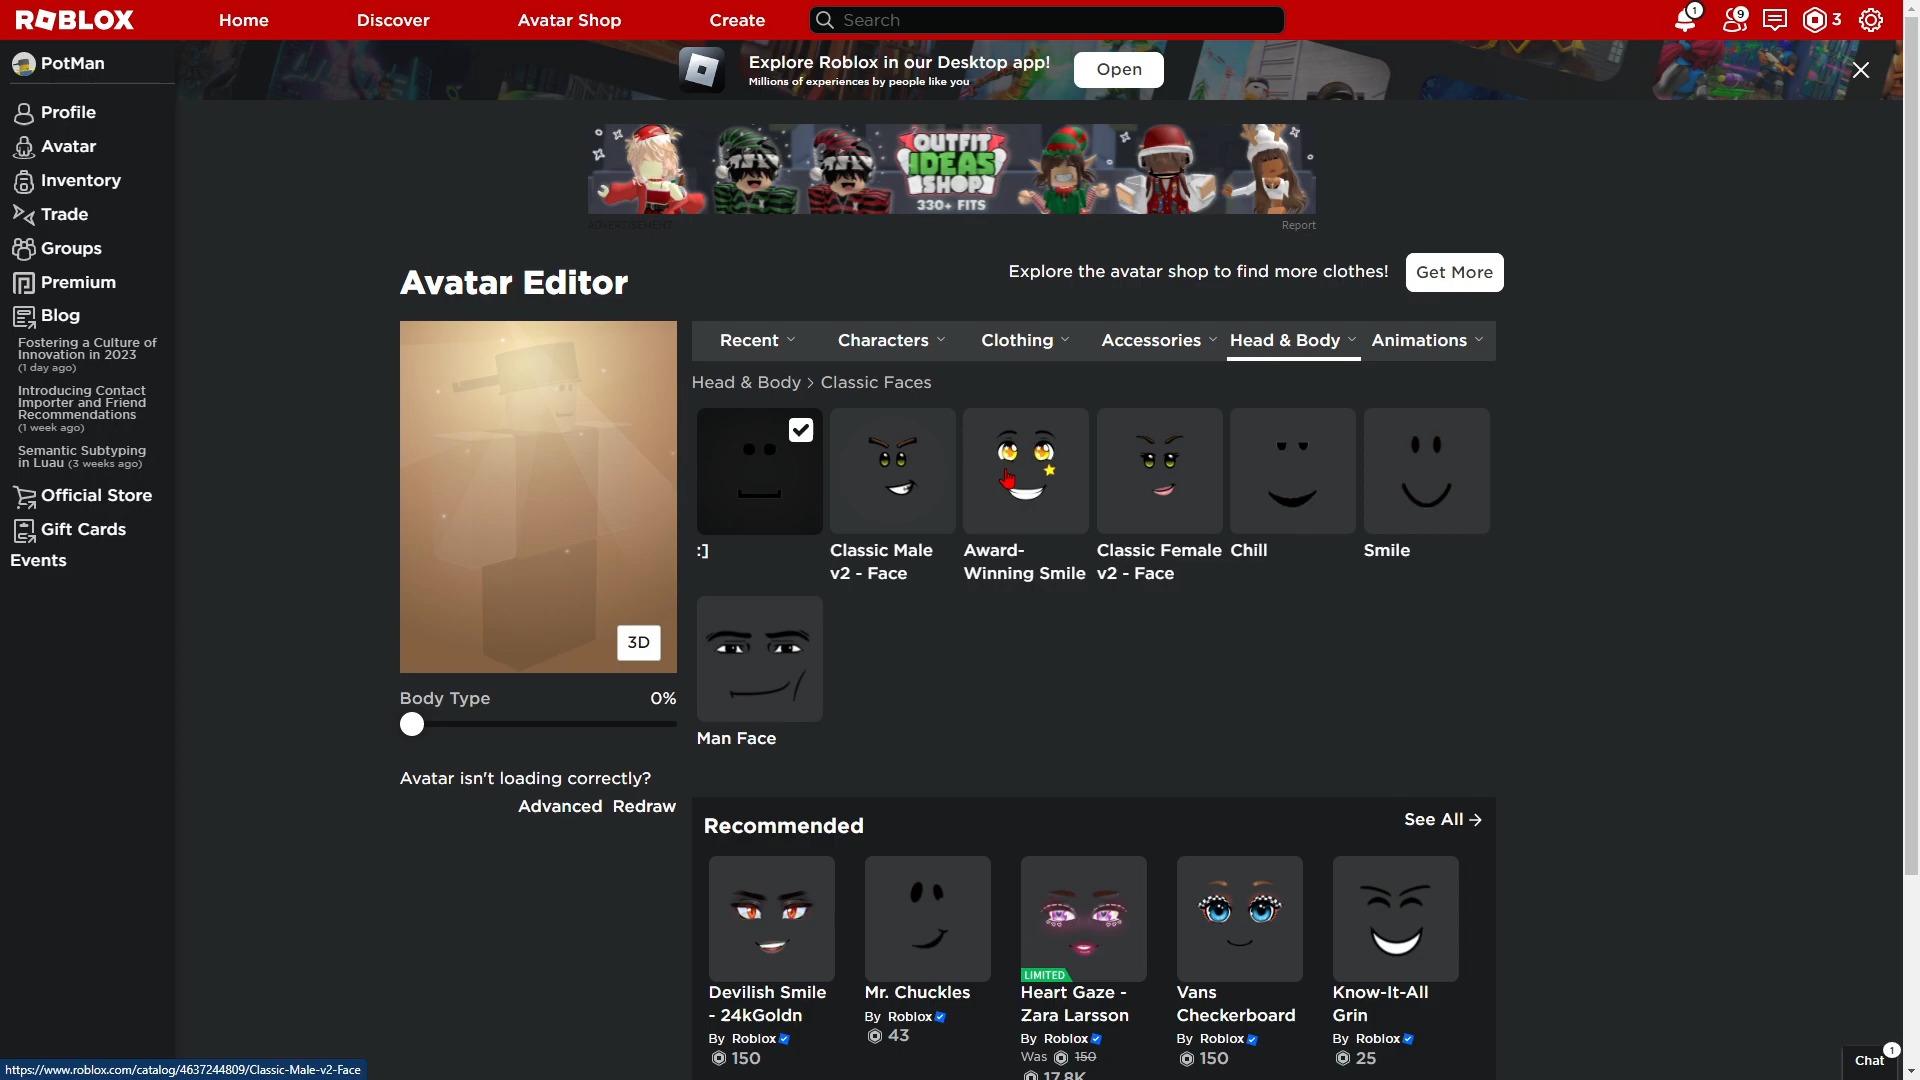 ROBLOX
Home
Discover
Avatar Shop
Create
Search
1
9
3
PotMan
Explore Roblox in our Desktop app!
Millions of experiences by people like you
Open
Profile
Avatar
Inventory
Trade
Groups
Premium
Blog
Fostering a Culture of
Innovation in 2023
(1 day ago)
Introducing Contact
Importer and Friend
Recommendations
(1 week ago)
Semantic Subtyping
in Luau (3 weeks ago)
Official Store
Gift Cards
Events
OUTFIT
IDEAS
SHOP
330+ FITS
ADVERTISEMENT
Report
Avatar Editor
Explore the avatar shop to find more clothes!
Get More
3D
Body Type
0%
Avatar isn't loading correctly?
Advanced
Redraw
Recent
Characters
Clothing
Accessories
Head & Body
Animations
Head & Body > Classic Faces
:]
Classic Male
v2 - Face
Award-
Winning Smile
Classic Female
v2 - Face
Chill
Smile
Man Face
Recommended
See All
Devilish Smile
- 24kGoldn
By Roblox
150
Mr. Chuckles
By Roblox
43
LIMITED
Heart Gaze -
Zara Larsson
By Roblox
Was 150
17.8K
Vans
Checkerboard
By Roblox
150
Know-It-All
Grin
By Roblox
25
Chat
1
https://www.roblox.com/catalog/4637244809/Classic-Male-v2-Face